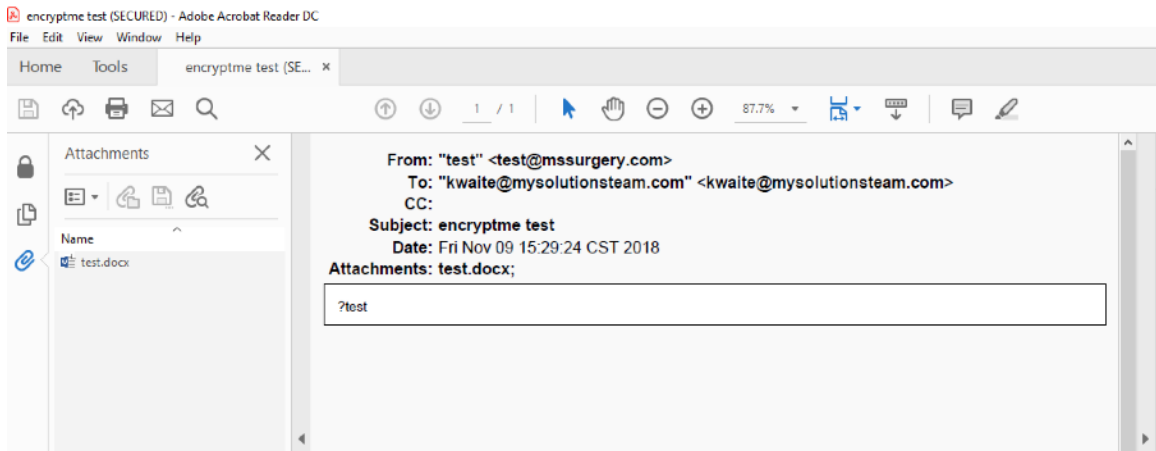 encryptme test (SECURED) - Adobe Acrobat Reader DC
File Edit View Window Help
Home Tools encryptme test (SE... ×
1 / 1 87.7%
Attachments
Name
test.docx
From: "test" <test@mssurgery.com>
To: "kwaite@mysolutionsteam.com" <kwaite@mysolutionsteam.com>
CC:
Subject: encryptme test
Date: Fri Nov 09 15:29:24 CST 2018
Attachments: test.docx;
?test